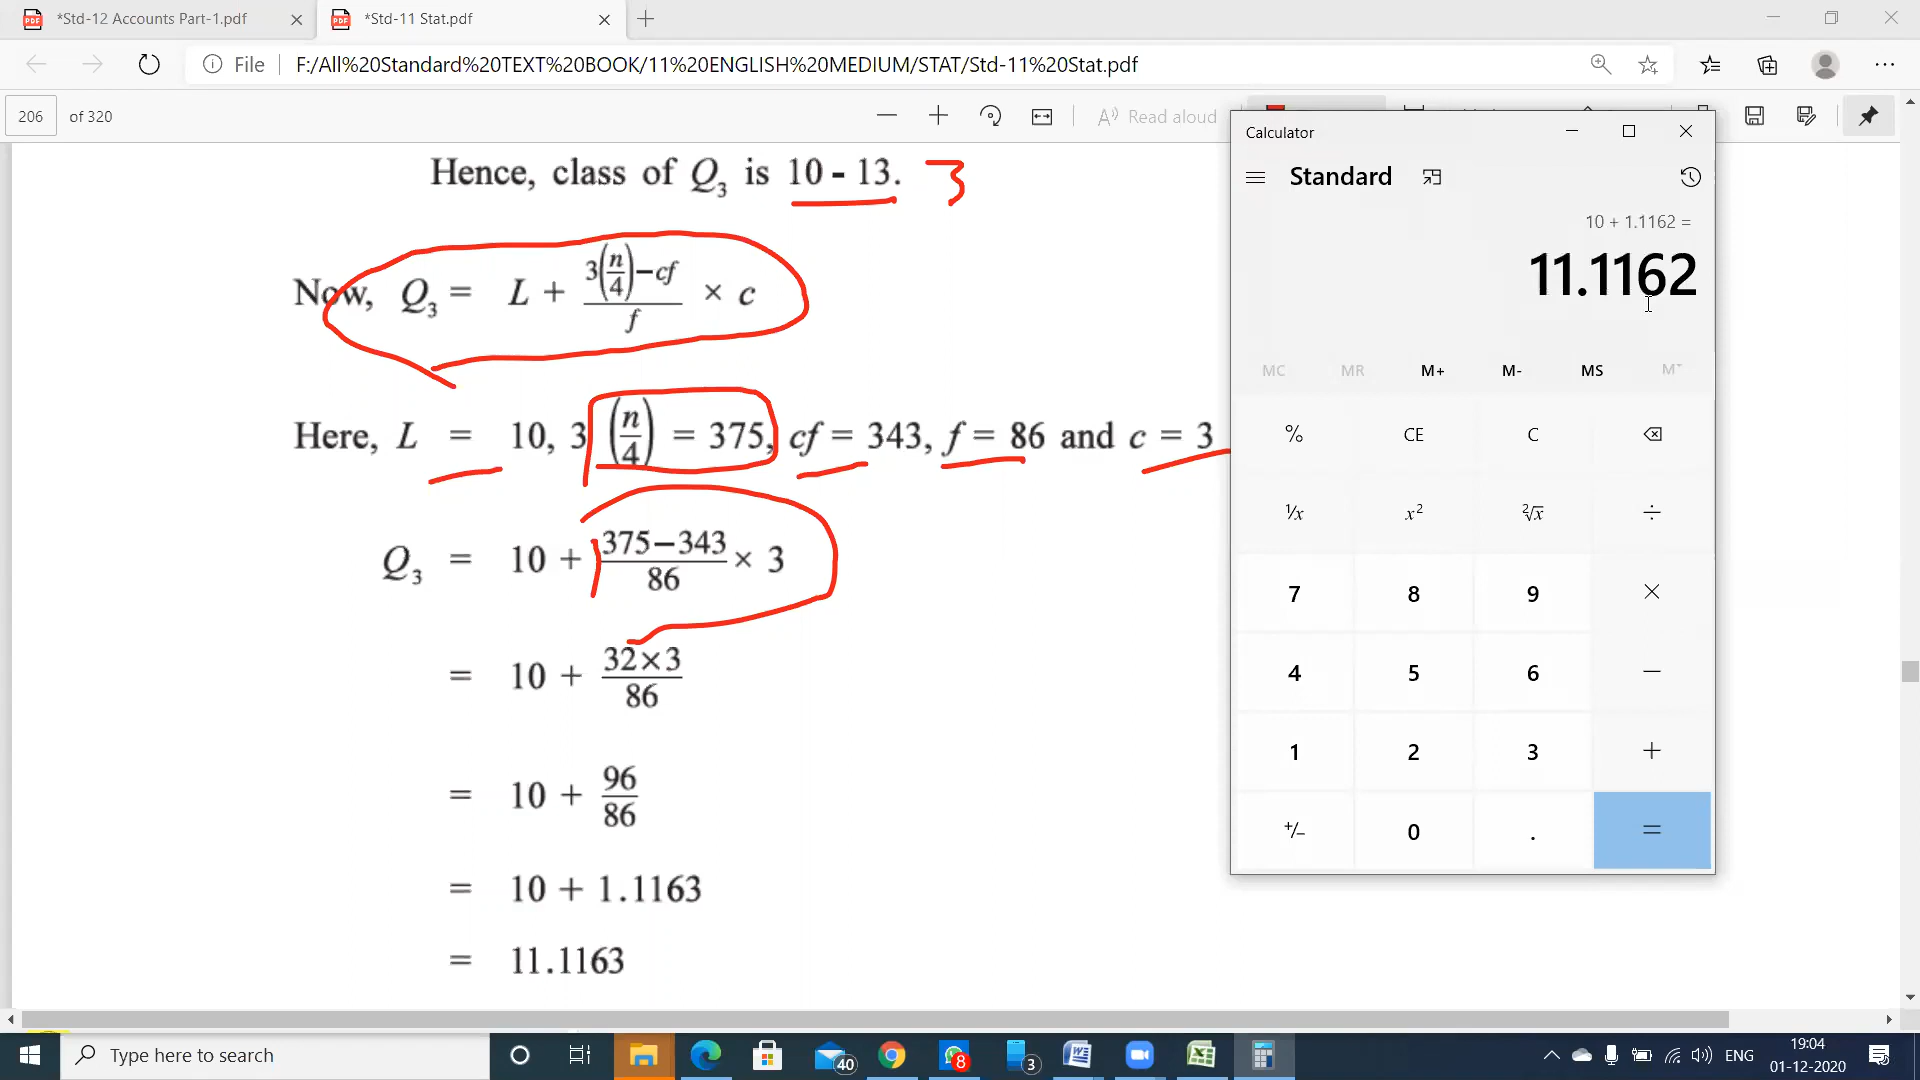 *Std-12 Accounts Part-1.pdf
*Std-11 Stat.pdf
File
F:/All%20Standard%20TEXT%20BOOK/11%20ENGLISH%20MEDIUM/STAT/Std-11%20Stat.pdf
206 of 320
Read aloud
Hence, class of Q₃ is 10 - 13. 3
Now, Q₃ = L + (3(n/4)−cf)/f × c
Here, L = 10, 3 (n/4) = 375, cf = 343, f = 86 and c = 3
Q₃ = 10 + (375−343)/86 × 3
= 10 + (32×3)/86
= 10 + 96/86
= 10 + 1.1163
= 11.1163
Calculator
Standard
10 + 1.1162 =
11.1162
MC MR M+ M- MS M˅
% CE C
¹/x x² ²√x ÷
7 8 9 ×
4 5 6 −
1 2 3 +
+/− 0 . =
Type here to search
40
8
3
ENG
19:04
01-12-2020